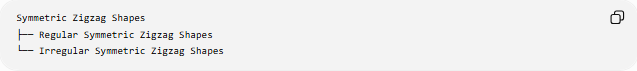 Symmetric Zigzag Shapes
├── Regular Symmetric Zigzag Shapes
└── Irregular Symmetric Zigzag Shapes